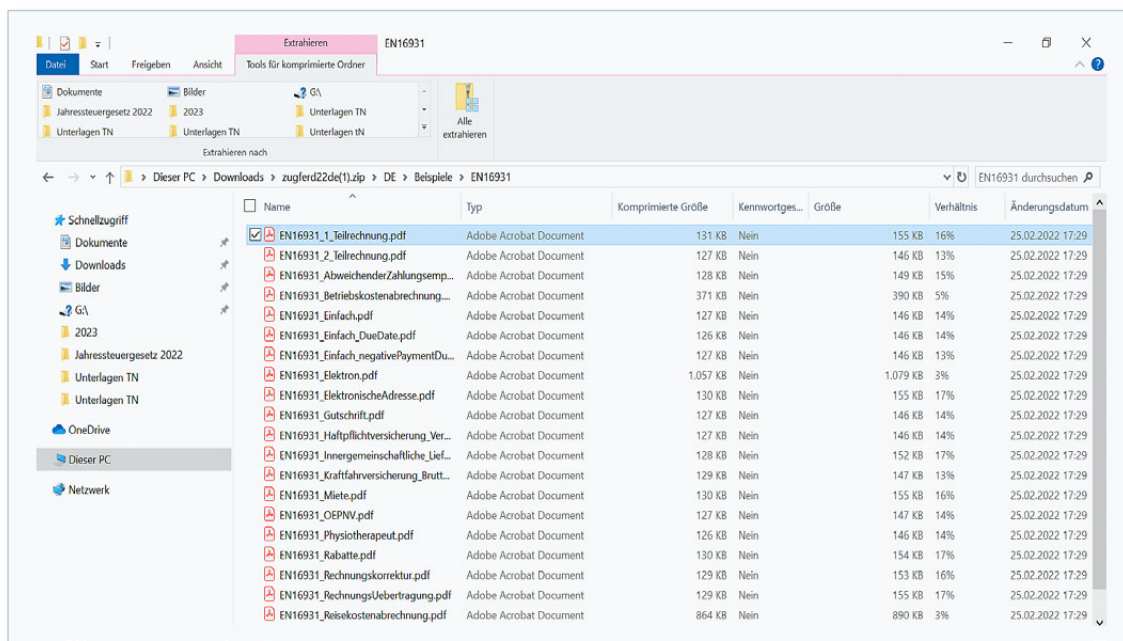 Extrahieren EN16931
Datei Start Freigeben Ansicht Tools für komprimierte Ordner
Dokumente Bilder G:\
Jahressteuergesetz 2022 2023 Unterlagen TN
Unterlagen TN Unterlagen TN Unterlagen tN
Alle
extrahieren
Extrahieren nach
Dieser PC > Downloads > zugferd22de(1).zip > DE > Beispiele > EN16931 EN16931 durchsuchen
Schnellzugriff
Dokumente
Downloads
Bilder
G:\
2023
Jahressteuergesetz 2022
Unterlagen TN
Unterlagen TN
OneDrive
Dieser PC
Netzwerk
Name Typ Komprimierte Größe Kennwortges... Größe Verhältnis Änderungsdatum
EN16931_1_Teilrechnung.pdf Adobe Acrobat Document 131 KB Nein 155 KB 16% 25.02.2022 17:29
EN16931_2_Teilrechnung.pdf Adobe Acrobat Document 127 KB Nein 146 KB 13% 25.02.2022 17:29
EN16931_AbweichenderZahlungsemp... Adobe Acrobat Document 128 KB Nein 149 KB 15% 25.02.2022 17:29
EN16931_Betriebskostenabrechnung.... Adobe Acrobat Document 371 KB Nein 390 KB 5% 25.02.2022 17:29
EN16931_Einfach.pdf Adobe Acrobat Document 127 KB Nein 146 KB 14% 25.02.2022 17:29
EN16931_Einfach_DueDate.pdf Adobe Acrobat Document 126 KB Nein 146 KB 14% 25.02.2022 17:29
EN16931_Einfach_negativePaymentDu... Adobe Acrobat Document 127 KB Nein 146 KB 13% 25.02.2022 17:29
EN16931_Elektron.pdf Adobe Acrobat Document 1.057 KB Nein 1.079 KB 3% 25.02.2022 17:29
EN16931_ElektronischeAdresse.pdf Adobe Acrobat Document 130 KB Nein 155 KB 17% 25.02.2022 17:29
EN16931_Gutschrift.pdf Adobe Acrobat Document 127 KB Nein 146 KB 14% 25.02.2022 17:29
EN16931_Haftpflichtversicherung_Ver... Adobe Acrobat Document 127 KB Nein 146 KB 14% 25.02.2022 17:29
EN16931_Innergemeinschaftliche_Lief... Adobe Acrobat Document 128 KB Nein 152 KB 17% 25.02.2022 17:29
EN16931_Kraftfahrversicherung_Brutt... Adobe Acrobat Document 129 KB Nein 147 KB 13% 25.02.2022 17:29
EN16931_Miete.pdf Adobe Acrobat Document 130 KB Nein 155 KB 16% 25.02.2022 17:29
EN16931_OEPNV.pdf Adobe Acrobat Document 127 KB Nein 147 KB 14% 25.02.2022 17:29
EN16931_Physiotherapeut.pdf Adobe Acrobat Document 126 KB Nein 146 KB 14% 25.02.2022 17:29
EN16931_Rabatte.pdf Adobe Acrobat Document 130 KB Nein 154 KB 17% 25.02.2022 17:29
EN16931_Rechnungskorrektur.pdf Adobe Acrobat Document 129 KB Nein 153 KB 16% 25.02.2022 17:29
EN16931_RechnungsUebertragung.pdf Adobe Acrobat Document 129 KB Nein 155 KB 17% 25.02.2022 17:29
EN16931_Reisekostenabrechnung.pdf Adobe Acrobat Document 864 KB Nein 890 KB 3% 25.02.2022 17:29